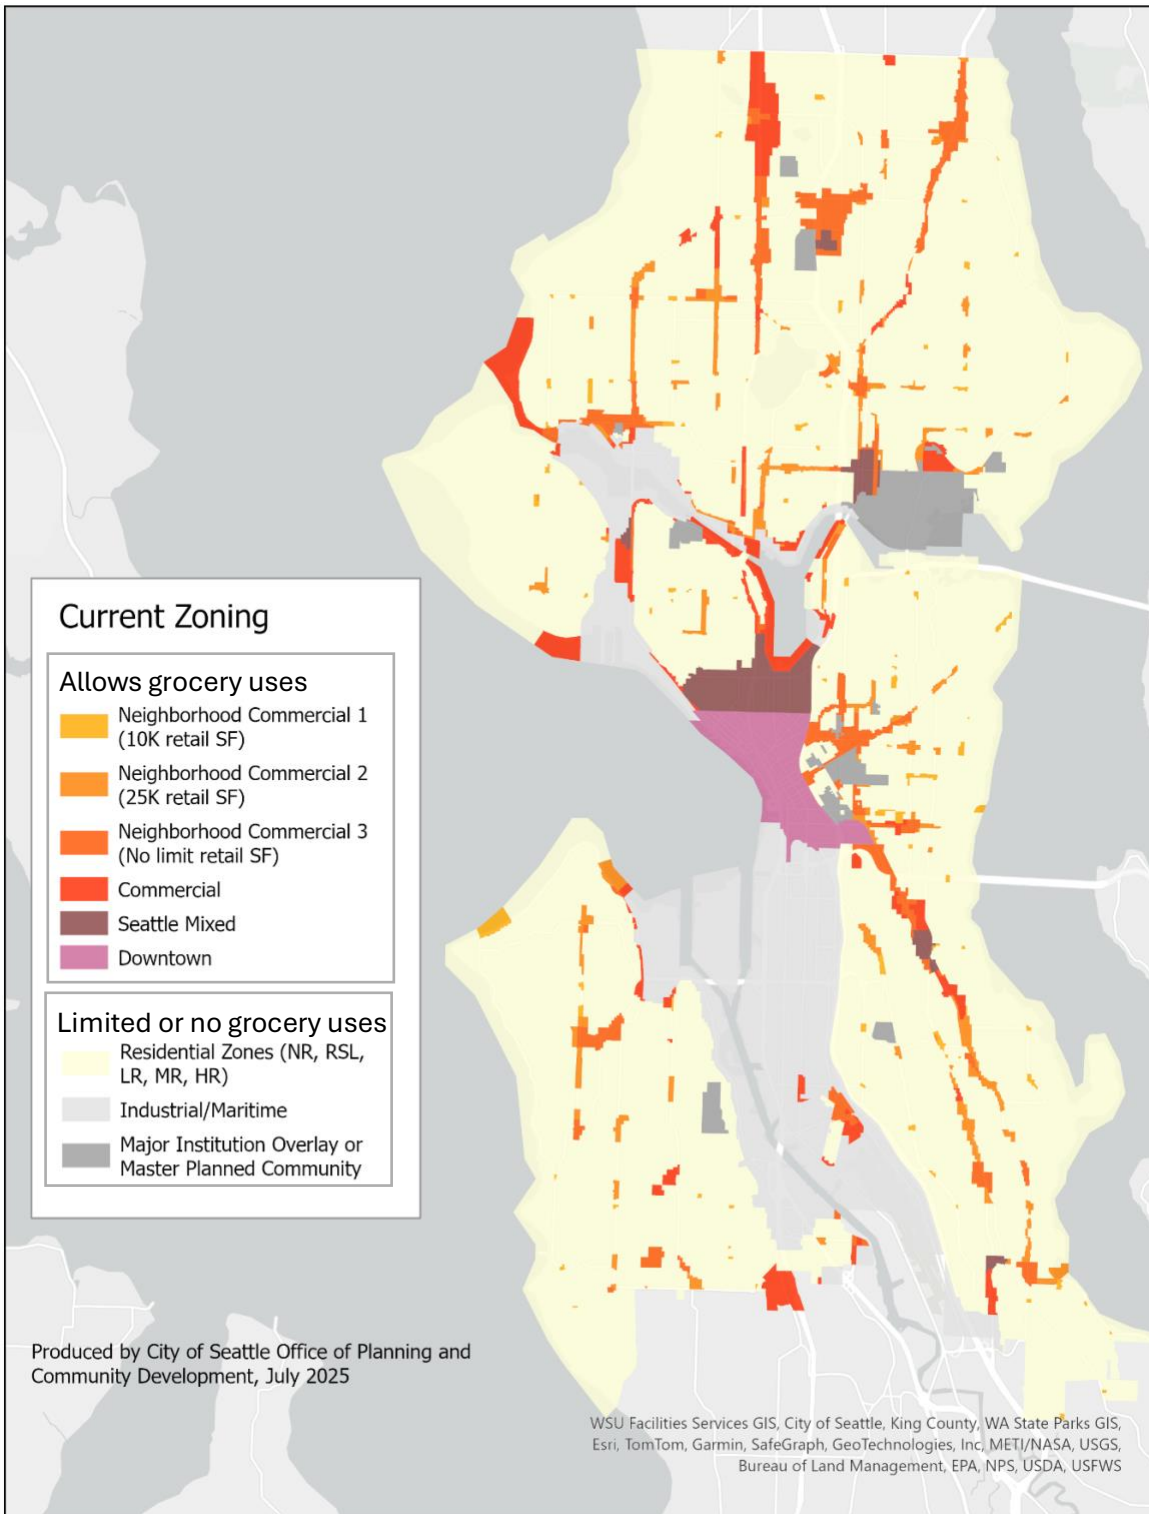 Current Zoning
Allows grocery uses
Neighborhood Commercial 1
(10K retail SF)
Neighborhood Commercial 2
(25K retail SF)
Neighborhood Commercial 3
(No limit retail SF)
Commercial
Seattle Mixed
Downtown
Limited or no grocery uses
Residential Zones (NR, RSL,
LR, MR, HR)
Industrial/Maritime
Major Institution Overlay or
Master Planned Community
Produced by City of Seattle Office of Planning and
Community Development, July 2025
WSU Facilities Services GIS, City of Seattle, King County, WA State Parks GIS,
Esri, TomTom, Garmin, SafeGraph, GeoTechnologies, Inc, METI/NASA, USGS,
Bureau of Land Management, EPA, NPS, USDA, USFWS